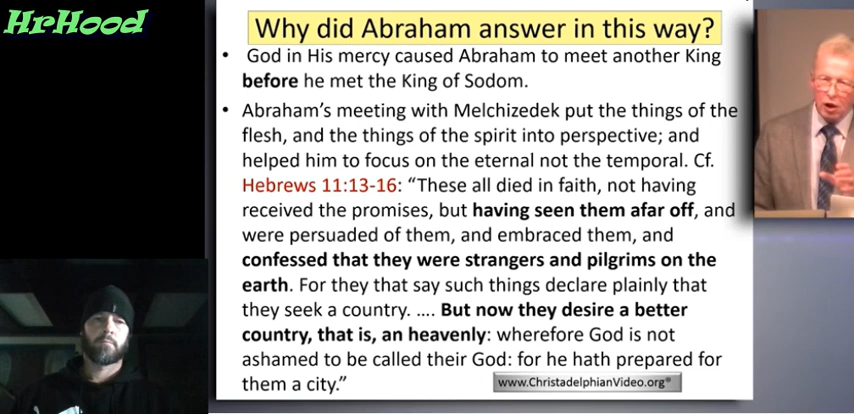 HrHood
Why did Abraham answer in this way?
• God in His mercy caused Abraham to meet another King
before he met the King of Sodom.
• Abraham’s meeting with Melchizedek put the things of the
flesh, and the things of the spirit into perspective; and
helped him to focus on the eternal not the temporal. Cf.
Hebrews 11:13-16: “These all died in faith, not having
received the promises, but having seen them afar off, and
were persuaded of them, and embraced them, and
confessed that they were strangers and pilgrims on the
earth. For they that say such things declare plainly that
they seek a country. .... But now they desire a better
country, that is, an heavenly: wherefore God is not
ashamed to be called their God: for he hath prepared for
them a city.”
www.ChristadelphianVideo.org®